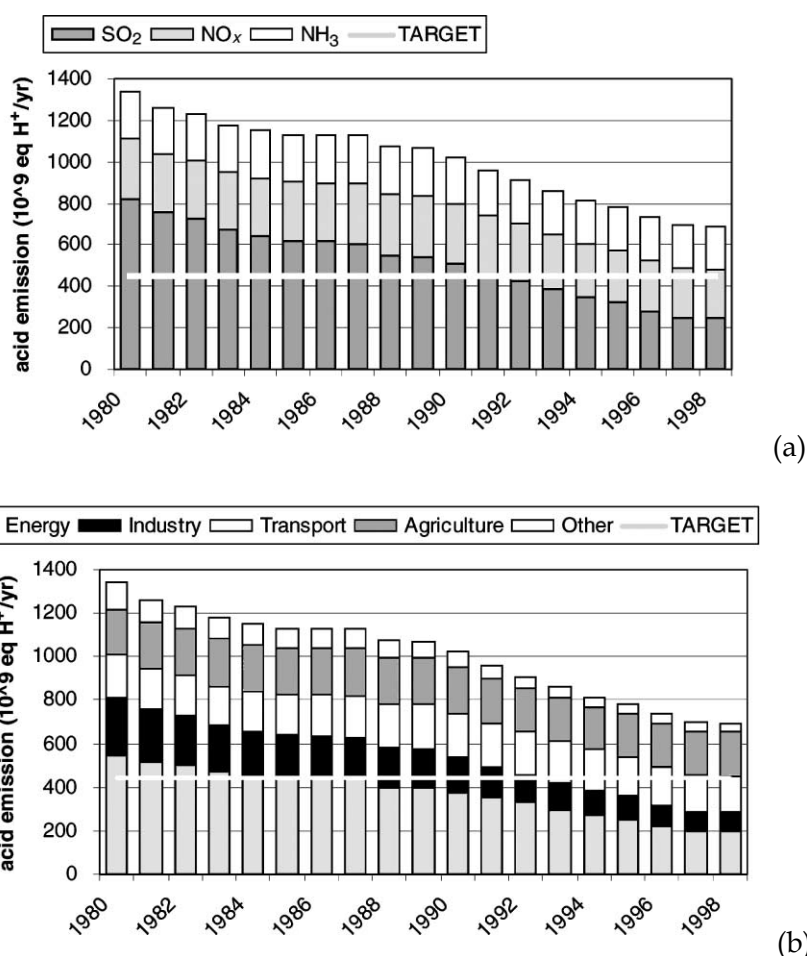 SO2 NOx NH3 TARGET
acid emission (10^9 eq H+/yr)
1400
1200
1000
800
600
400
200
0
1980 1982 1984 1986 1988 1990 1992 1994 1996 1998
(a)
Energy Industry Transport Agriculture Other TARGET
acid emission (10^9 eq H+/yr)
1400
1200
1000
800
600
400
200
0
1980 1982 1984 1986 1988 1990 1992 1994 1996 1998
(b)